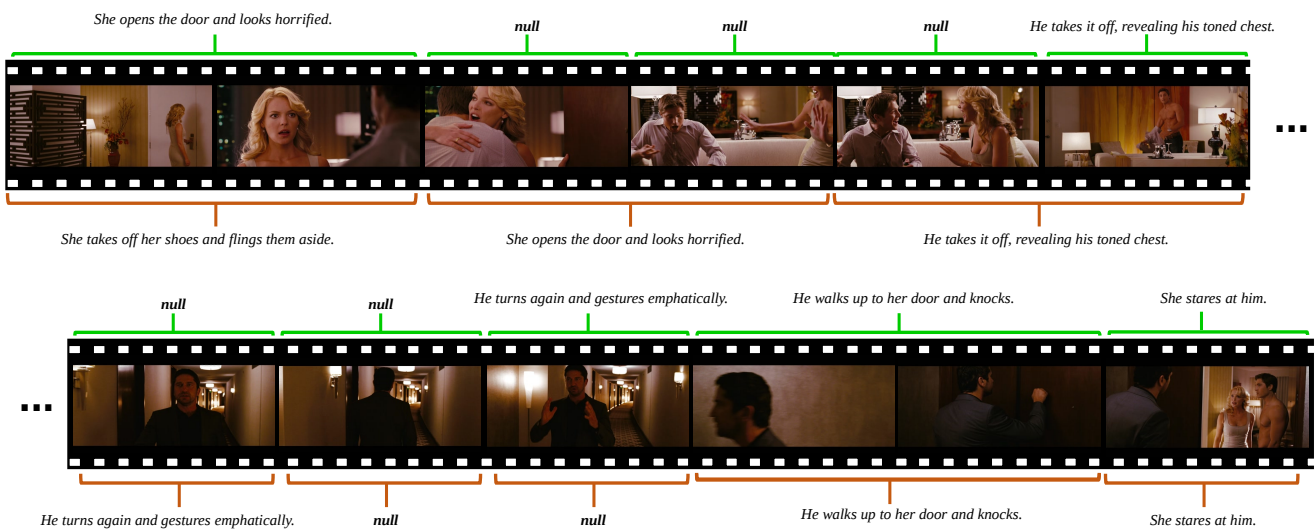 She opens the door and looks horrified.
null
null
null
He takes it off, revealing his toned chest.
...
She takes off her shoes and flings them aside.
She opens the door and looks horrified.
He takes it off, revealing his toned chest.
null
null
He turns again and gestures emphatically.
He walks up to her door and knocks.
She stares at him.
...
He turns again and gestures emphatically.
null
null
He walks up to her door and knocks.
She stares at him.